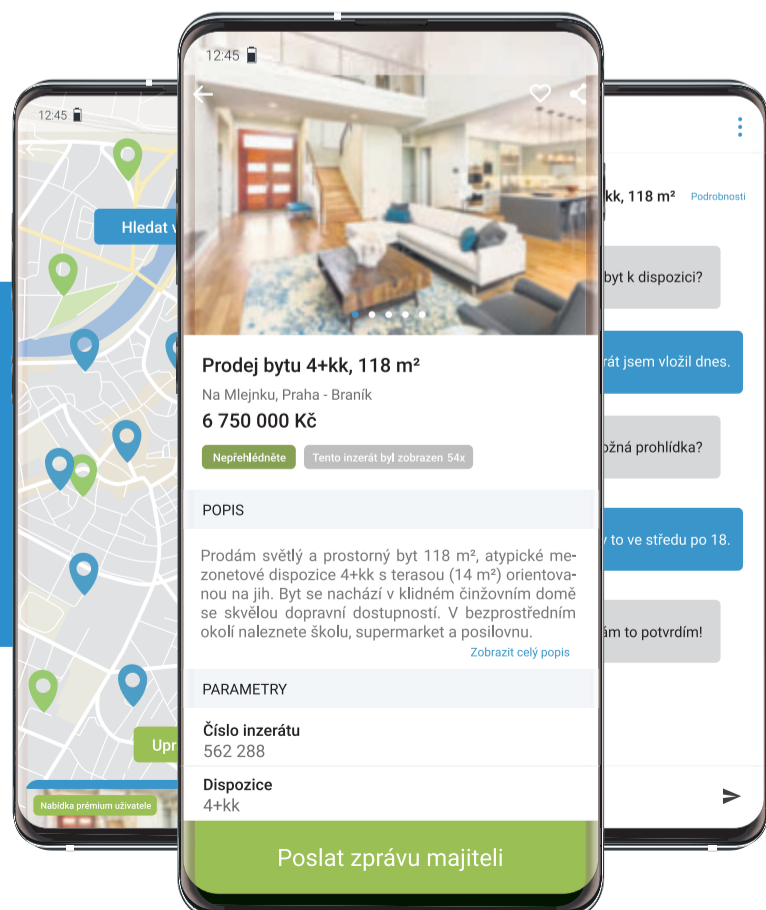 12:45
Hledat
Upr
Nabídka prémium uživatele
12:45
Prodej bytu 4+kk, 118 m²
Na Mlejnku, Praha - Braník
6 750 000 Kč
Nepřehlédněte
Tento inzerát byl zobrazen 54x
POPIS
Prodám světlý a prostorný byt 118 m², atypické me-
zonetové dispozice 4+kk s terasou (14 m²) orientova-
nou na jih. Byt se nachází v klidném činžovním domě
se skvělou dopravní dostupností. V bezprostředním
okolí naleznete školu, supermarket a posilovnu.
Zobrazit celý popis
PARAMETRY
Číslo inzerátu
562 288
Dispozice
4+kk
Poslat zprávu majiteli
kk, 118 m²
Podrobnosti
byt k dispozici?
rát jsem vložil dnes.
ožná prohlídka?
to ve středu po 18.
ám to potvrdím!